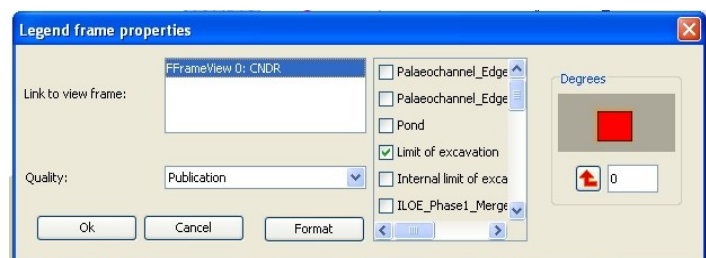 Legend frame properties
Link to view frame:
FFrameView 0: CNDR
Quality:
Publication
Ok
Cancel
Format
Palaeochannel_Edge
Palaeochannel_Edge
Pond
Limit of excavation
Internal limit of exca
ILOE_Phase1_Merge
Degrees
0